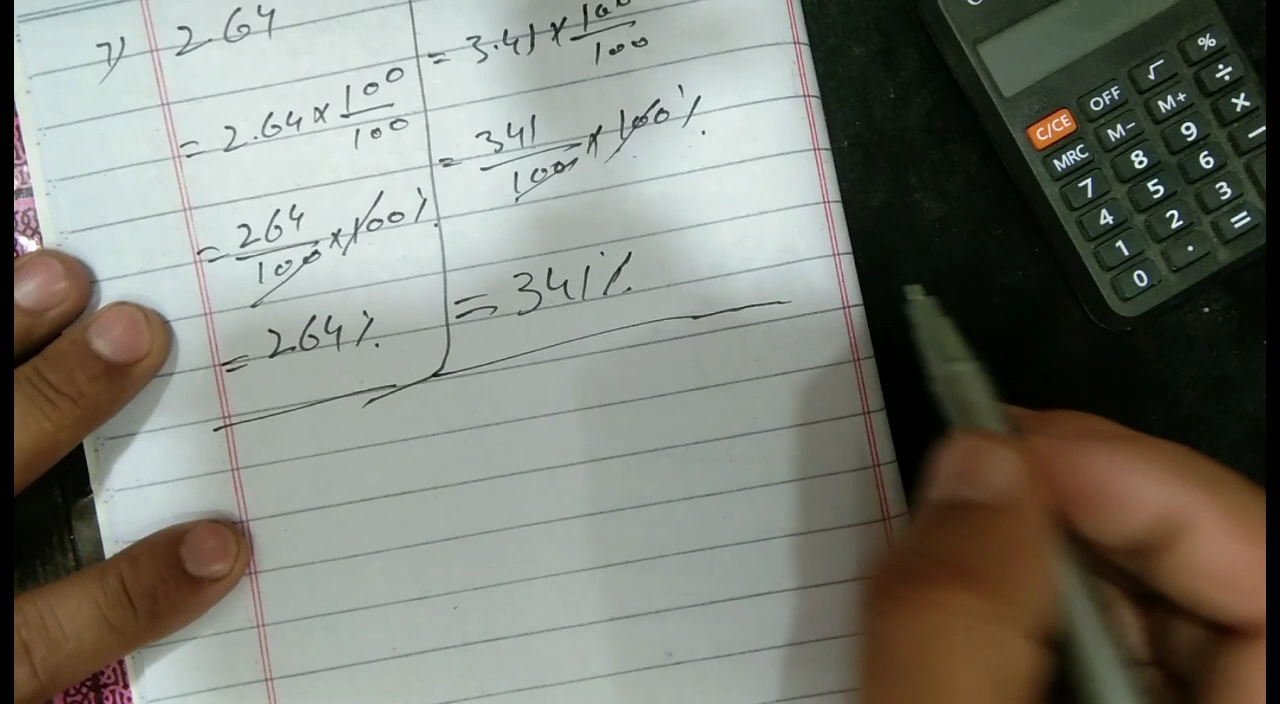 7) 2.64
= 2.64 × 100/100
= 264/100 × 100%
= 264%
= 3.41 × 100/100
= 341/100 × 100%
= 341%
OFF √ %
C/CE M- M+ ÷
MRC 8 9 ×
7 5 6 −
4 2 3
1 . =
0